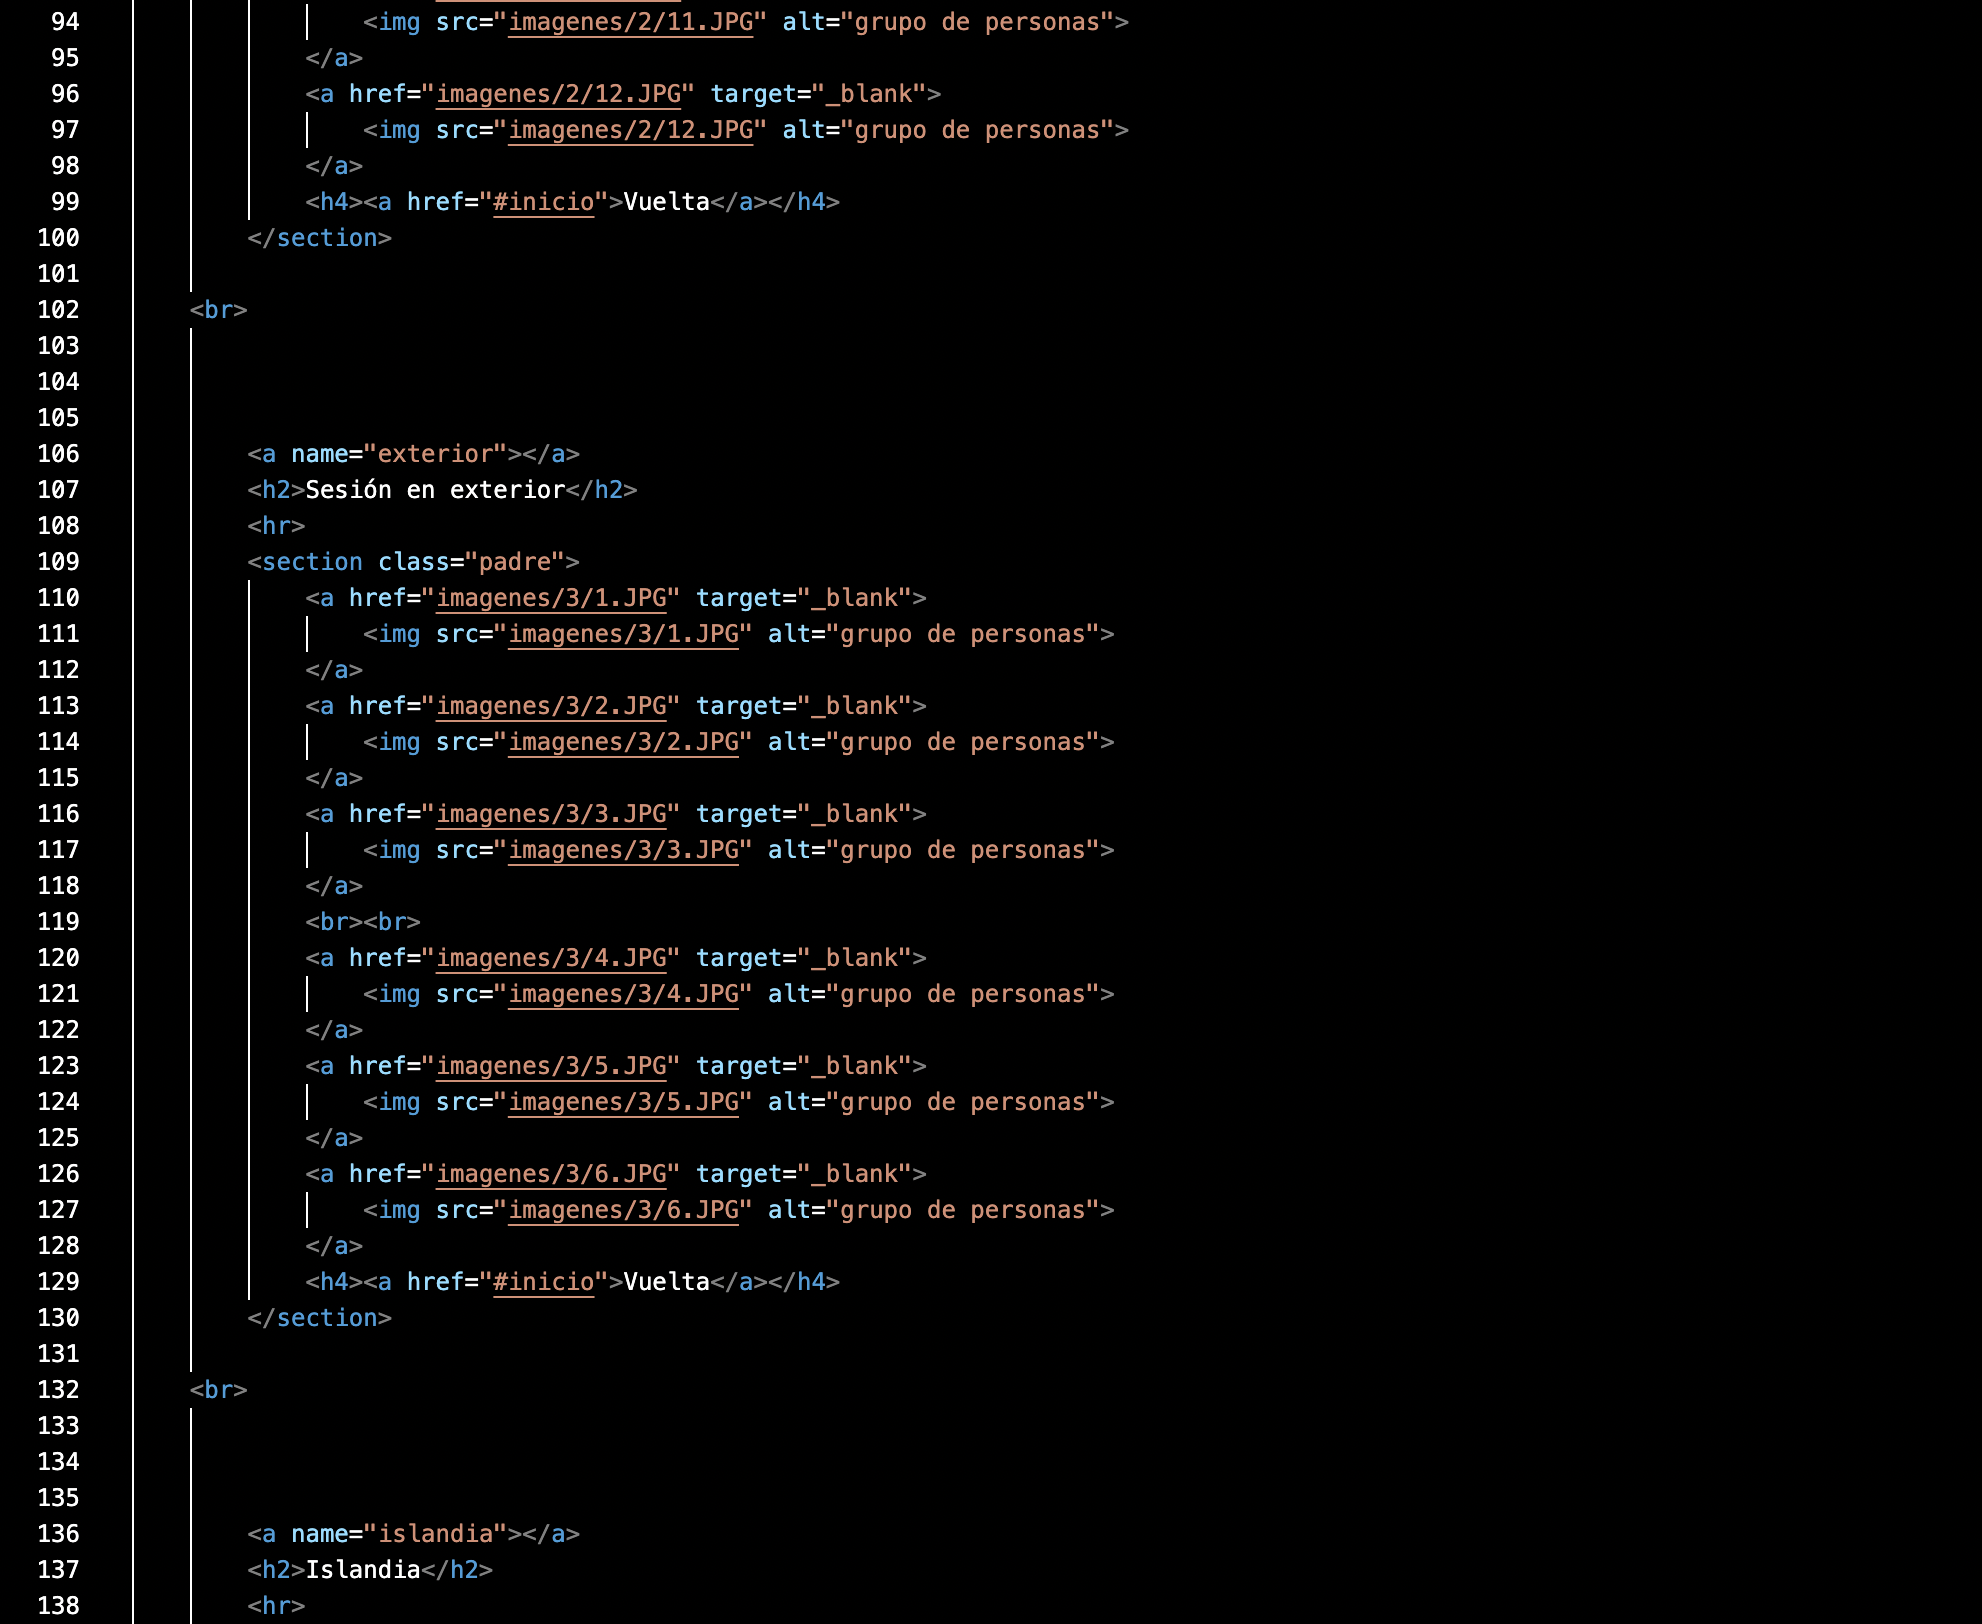 94 <img src="imagenes/2/11.JPG" alt="grupo de personas">
95 </a>
96 <a href="imagenes/2/12.JPG" target="_blank">
97 <img src="imagenes/2/12.JPG" alt="grupo de personas">
98 </a>
99 <h4><a href="#inicio">Vuelta</a></h4>
100 </section>
101
102 <br>
103
104
105
106 <a name="exterior"></a>
107 <h2>Sesión en exterior</h2>
108 <hr>
109 <section class="padre">
110 <a href="imagenes/3/1.JPG" target="_blank">
111 <img src="imagenes/3/1.JPG" alt="grupo de personas">
112 </a>
113 <a href="imagenes/3/2.JPG" target="_blank">
114 <img src="imagenes/3/2.JPG" alt="grupo de personas">
115 </a>
116 <a href="imagenes/3/3.JPG" target="_blank">
117 <img src="imagenes/3/3.JPG" alt="grupo de personas">
118 </a>
119 <br><br>
120 <a href="imagenes/3/4.JPG" target="_blank">
121 <img src="imagenes/3/4.JPG" alt="grupo de personas">
122 </a>
123 <a href="imagenes/3/5.JPG" target="_blank">
124 <img src="imagenes/3/5.JPG" alt="grupo de personas">
125 </a>
126 <a href="imagenes/3/6.JPG" target="_blank">
127 <img src="imagenes/3/6.JPG" alt="grupo de personas">
128 </a>
129 <h4><a href="#inicio">Vuelta</a></h4>
130 </section>
131
132 <br>
133
134
135
136 <a name="islandia"></a>
137 <h2>Islandia</h2>
138 <hr>